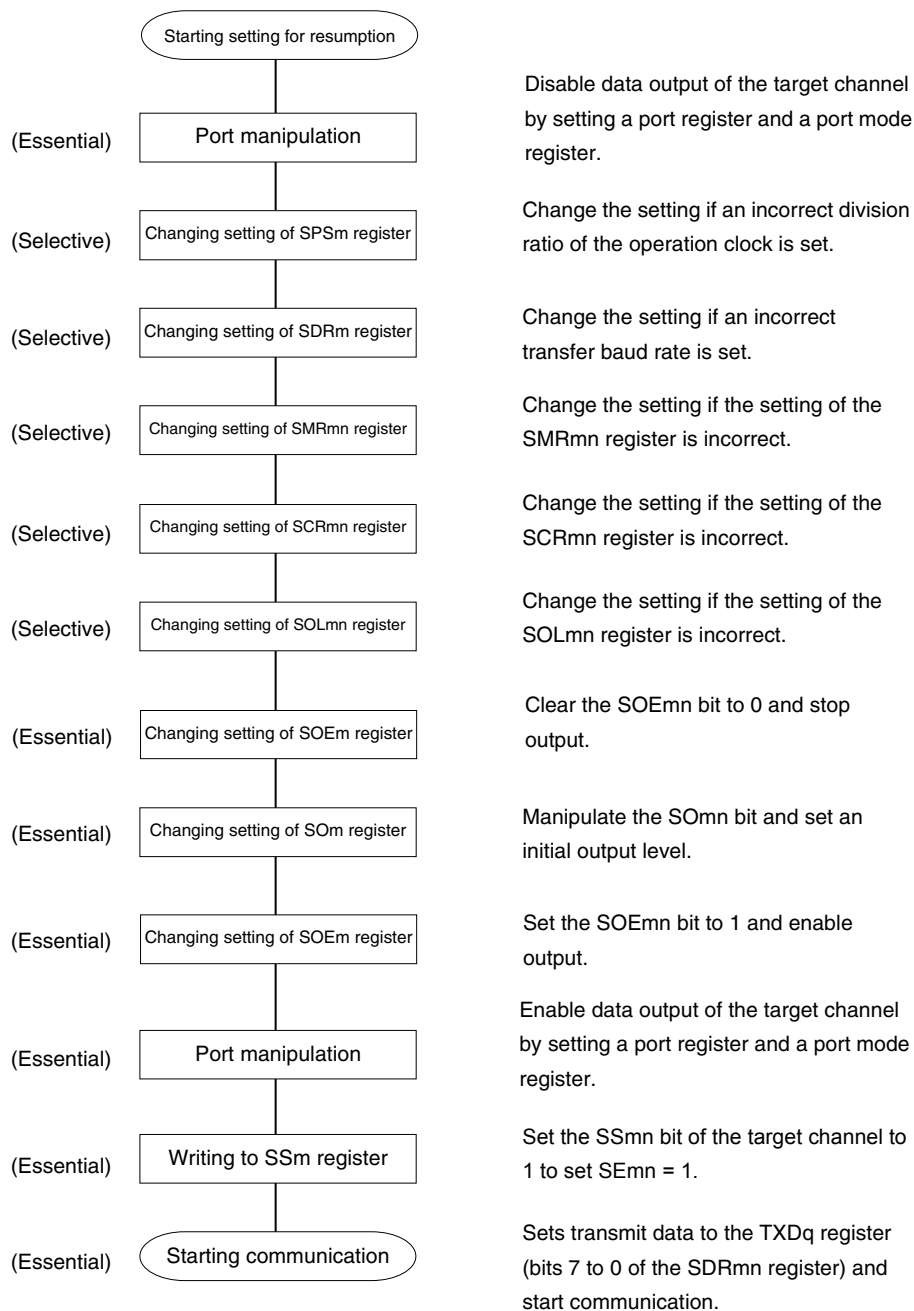 Starting setting for resumption
(Essential)
Port manipulation
Disable data output of the target channel
by setting a port register and a port mode
register.
(Selective)
Changing setting of SPSm register
Change the setting if an incorrect division
ratio of the operation clock is set.
(Selective)
Changing setting of SDRm register
Change the setting if an incorrect
transfer baud rate is set.
(Selective)
Changing setting of SMRmn register
Change the setting if the setting of the
SMRmn register is incorrect.
(Selective)
Changing setting of SCRmn register
Change the setting if the setting of the
SCRmn register is incorrect.
(Selective)
Changing setting of SOLmn register
Change the setting if the setting of the
SOLmn register is incorrect.
(Essential)
Changing setting of SOEm register
Clear the SOEmn bit to 0 and stop
output.
(Essential)
Changing setting of SOm register
Manipulate the SOmn bit and set an
initial output level.
(Essential)
Changing setting of SOEm register
Set the SOEmn bit to 1 and enable
output.
(Essential)
Port manipulation
Enable data output of the target channel
by setting a port register and a port mode
register.
(Essential)
Writing to SSm register
Set the SSmn bit of the target channel to
1 to set SEmn = 1.
(Essential)
Starting communication
Sets transmit data to the TXDq register
(bits 7 to 0 of the SDRmn register) and
start communication.